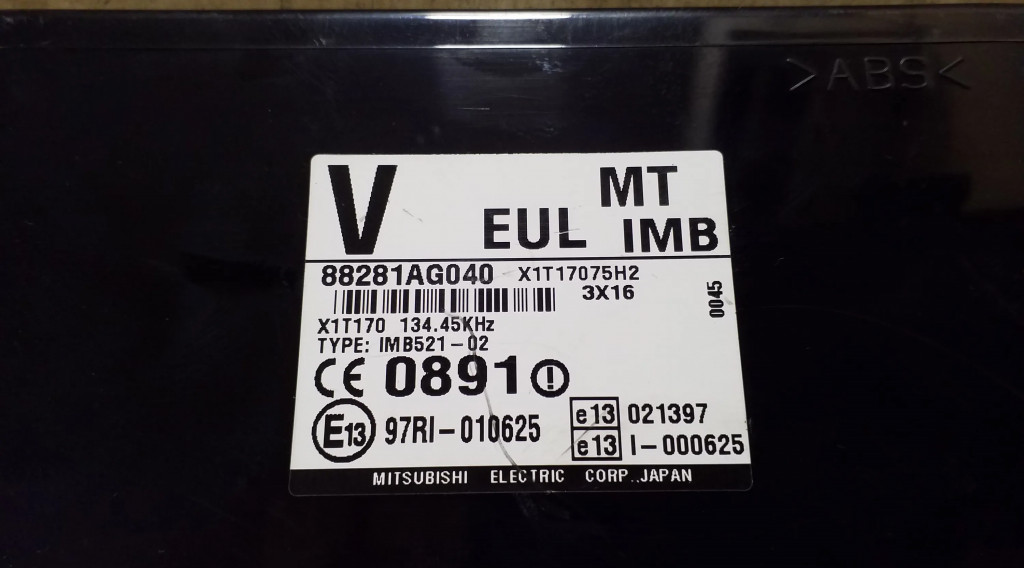 >ABS<
V EUL MT
IMB
88281AG040 X1T17075H2
3X16
0045
X1T170 134.45KHz
TYPE: IMB521-02
CE 0891
E13 97RI-010625
e13 021397
e13 I-000625
MITSUBISHI ELECTRIC CORP., JAPAN